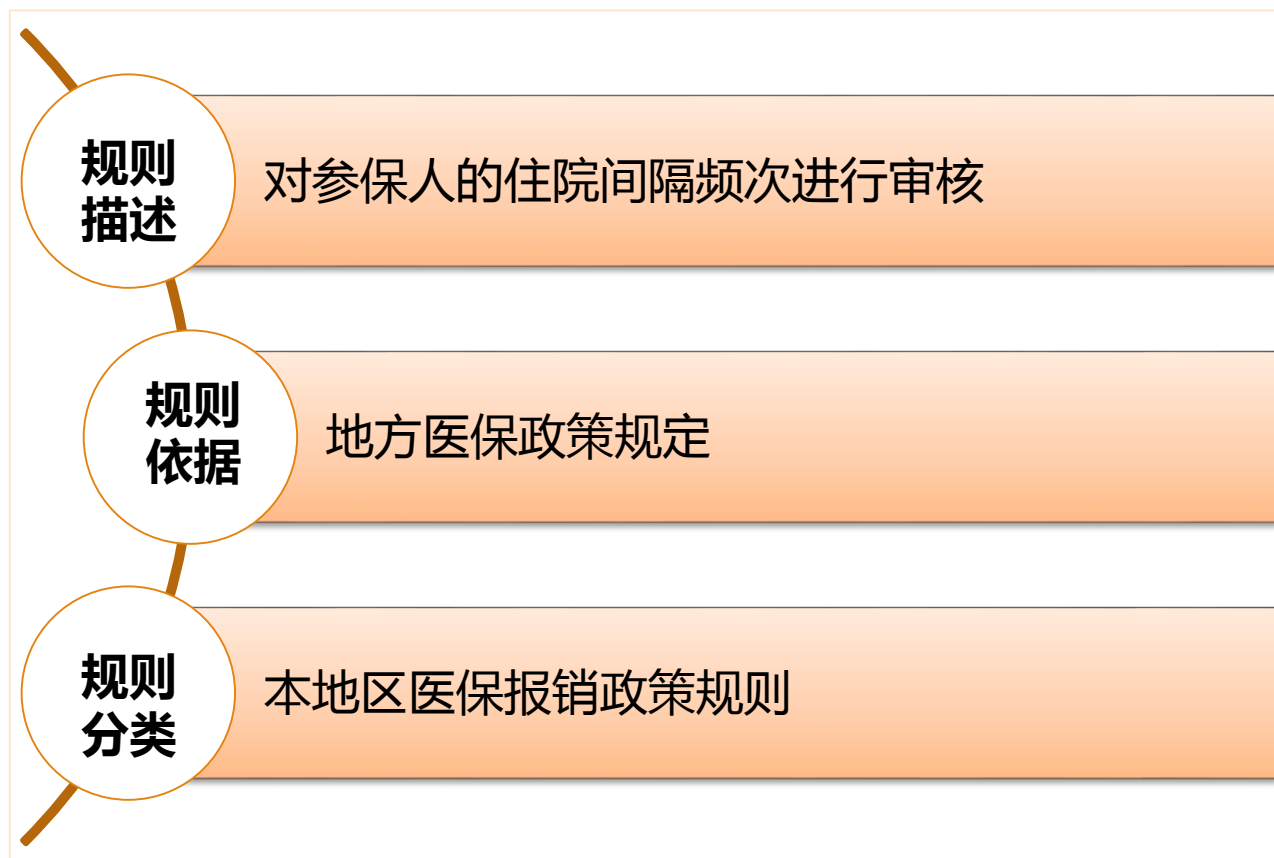 规则
描述
对参保人的住院间隔频次进行审核
规则
依据
地方医保政策规定
规则
分类
本地区医保报销政策规则